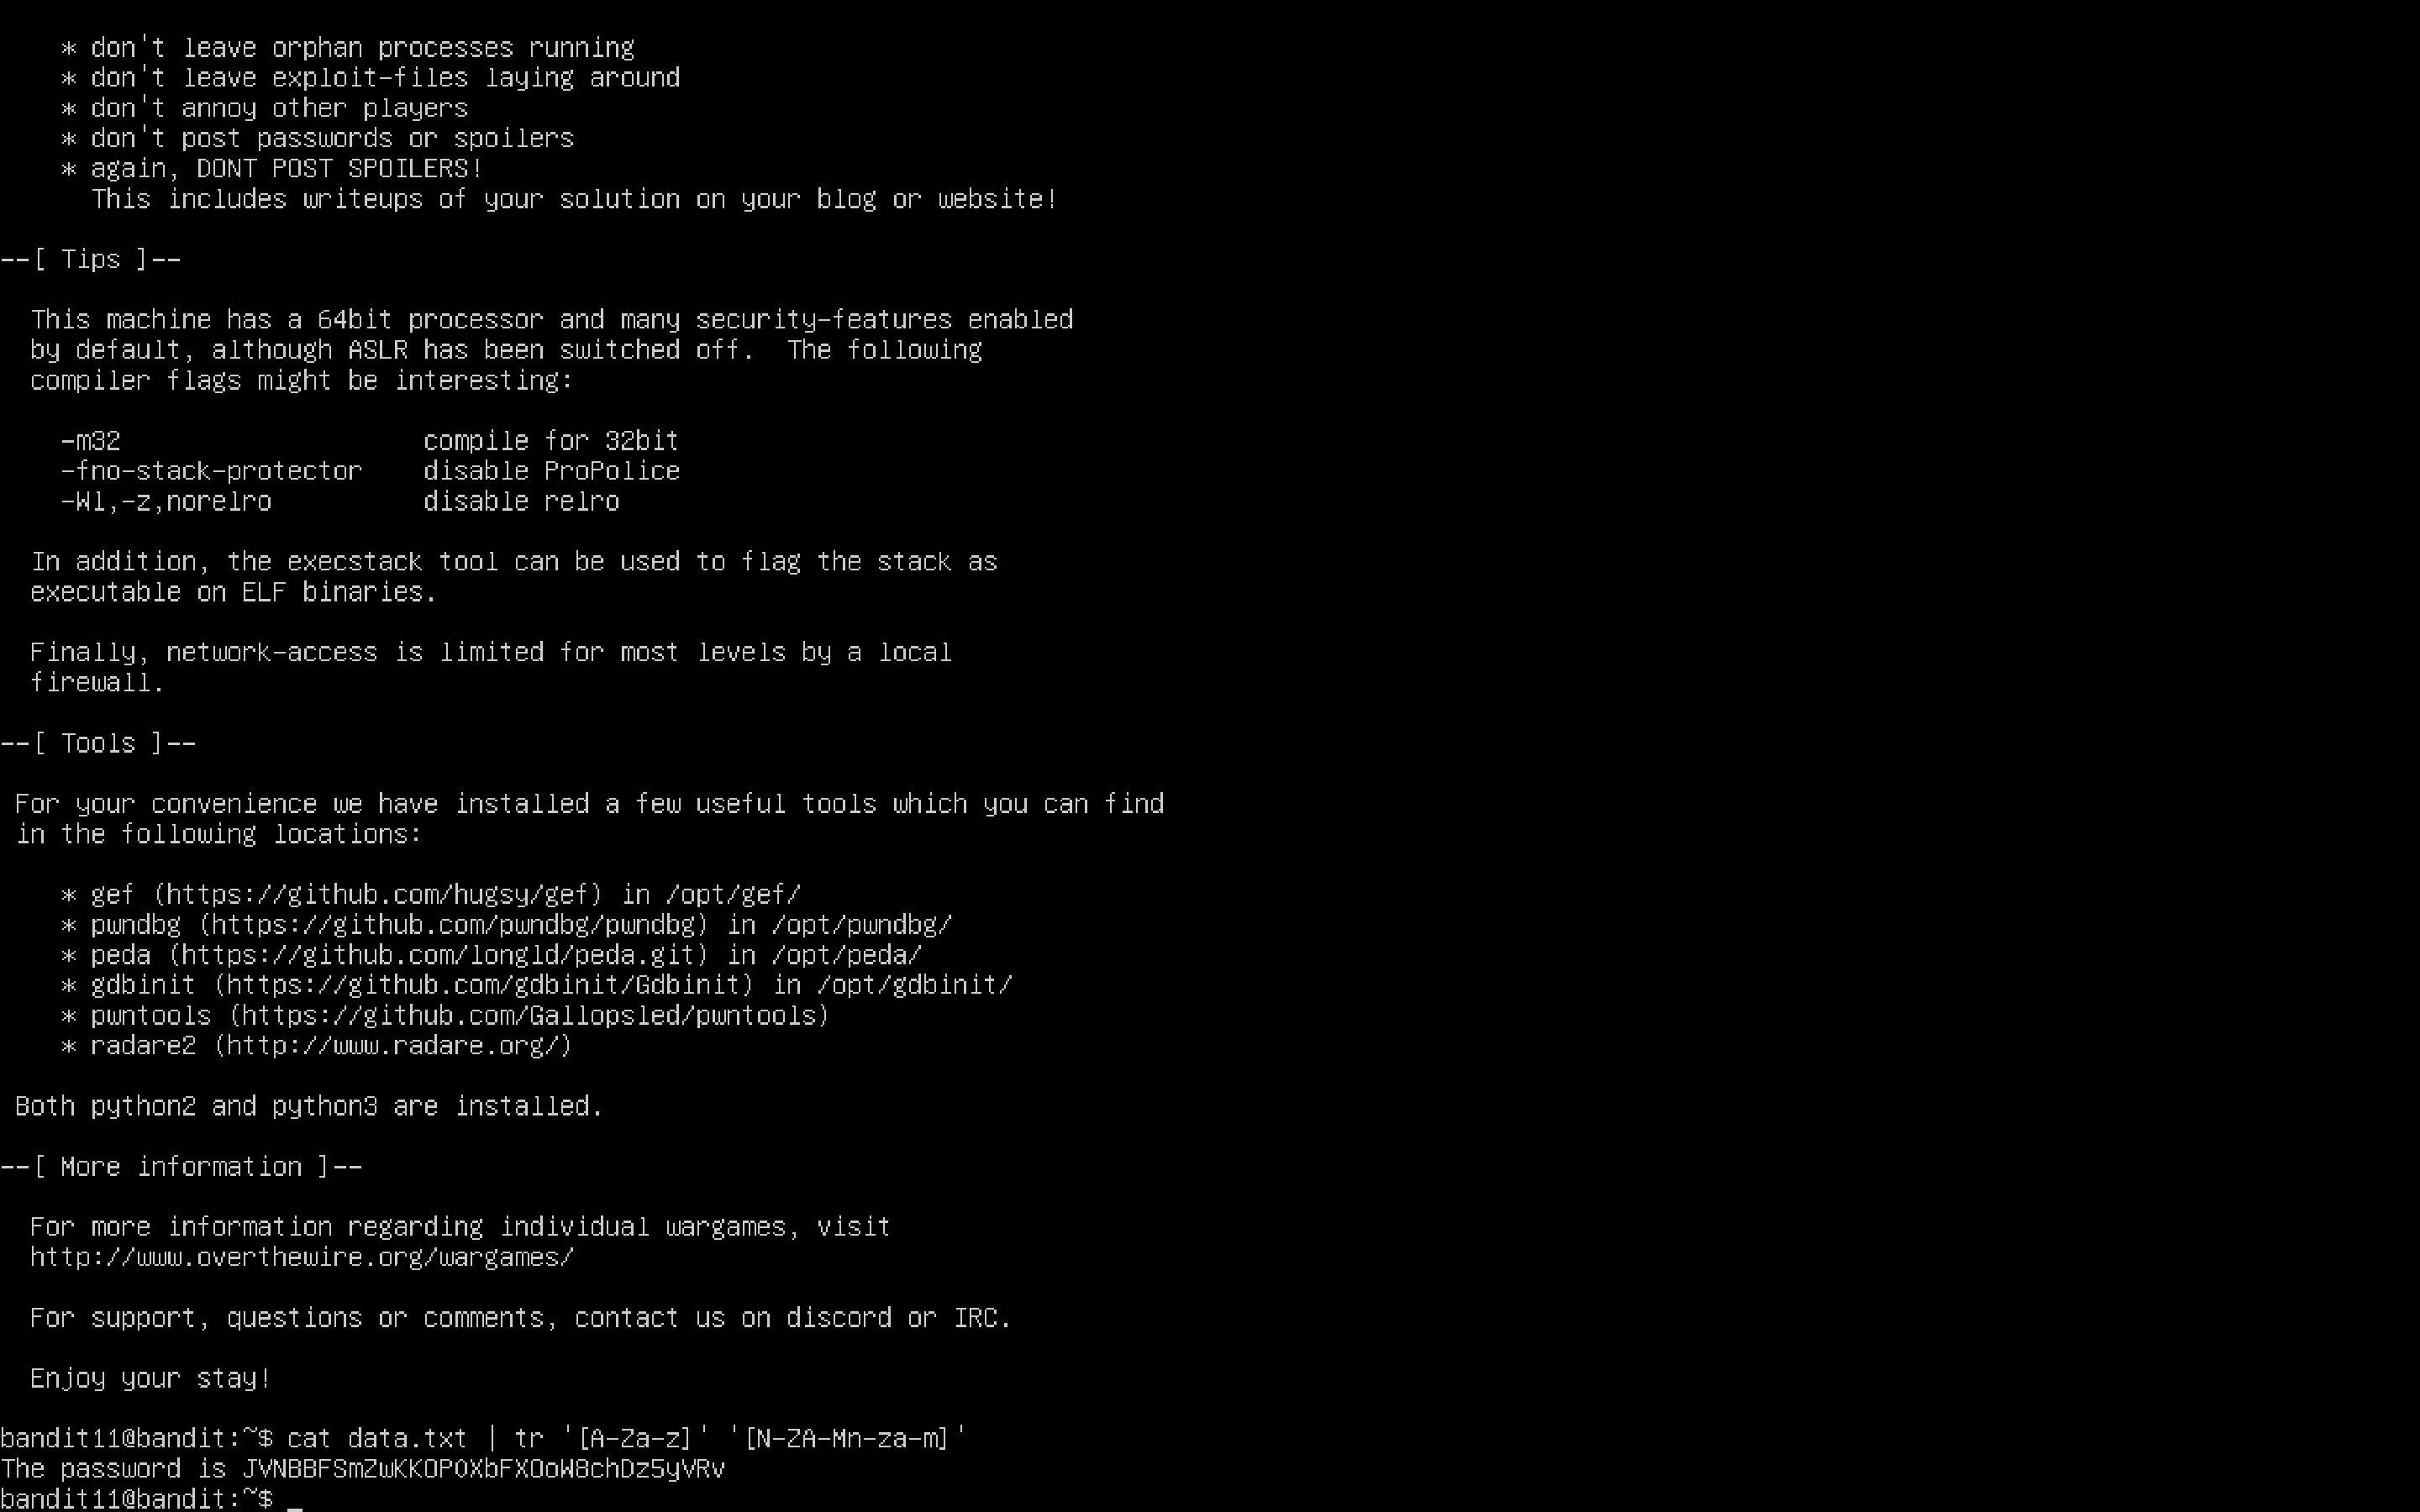 * don't leave orphan processes running
* don't leave exploit-files laying around
* don't annoy other players
* don't post passwords or spoilers
* again, DONT POST SPOILERS!
This includes writeups of your solution on your blog or website!
--[ Tips ]--
This machine has a 64bit processor and many security-features enabled
by default, although ASLR has been switched off.  The following
compiler flags might be interesting:
-m32                    compile for 32bit
-fno-stack-protector    disable ProPolice
-Wl,-z,norelro          disable relro
In addition, the execstack tool can be used to flag the stack as
executable on ELF binaries.
Finally, network-access is limited for most levels by a local
firewall.
--[ Tools ]--
For your convenience we have installed a few useful tools which you can find
in the following locations:
* gef (https://github.com/hugsy/gef) in /opt/gef/
* pwndbg (https://github.com/pwndbg/pwndbg) in /opt/pwndbg/
* peda (https://github.com/longld/peda.git) in /opt/peda/
* gdbinit (https://github.com/gdbinit/Gdbinit) in /opt/gdbinit/
* pwntools (https://github.com/Gallopsled/pwntools)
* radare2 (http://www.radare.org/)
Both python2 and python3 are installed.
--[ More information ]--
For more information regarding individual wargames, visit
http://www.overthewire.org/wargames/
For support, questions or comments, contact us on discord or IRC.
Enjoy your stay!
bandit11@bandit:~$ cat data.txt | tr '[A-Za-z]' '[N-ZA-Mn-za-m]'
The password is JVNBBFSmZwKKOP0XbFXOoW8chDz5yVRv
bandit11@bandit:~$ _